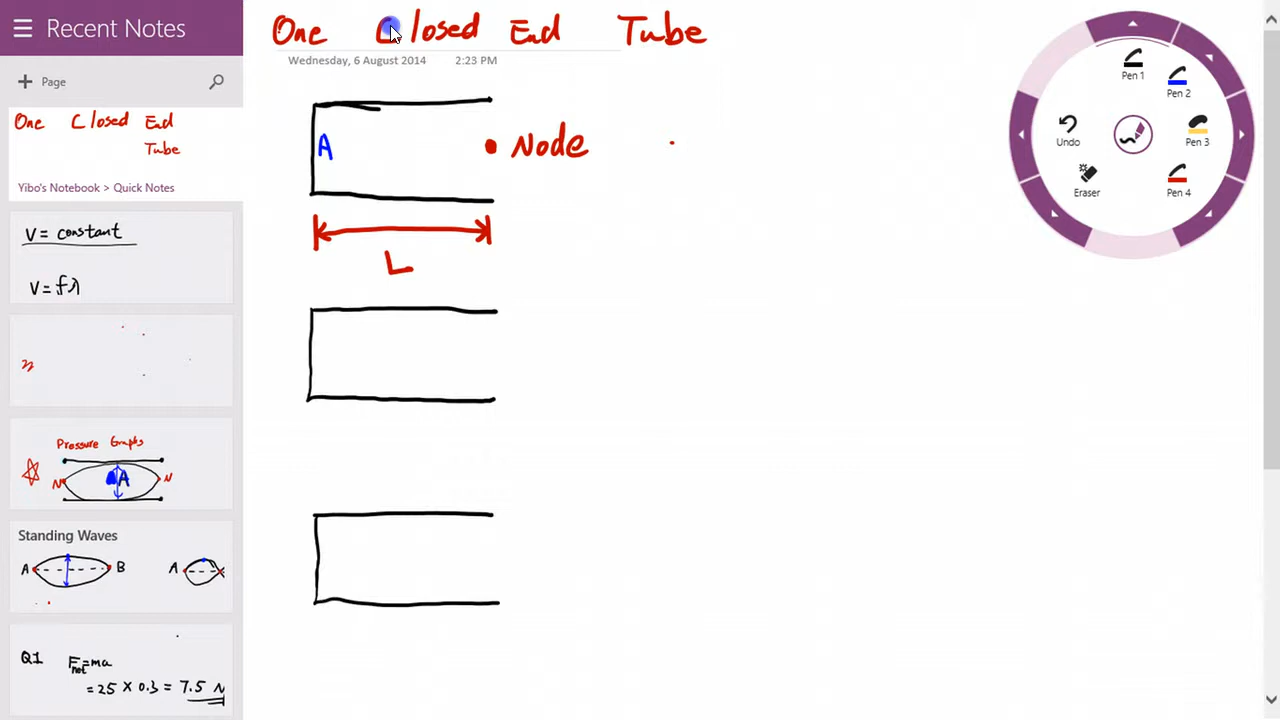 Recent Notes
Page
One Closed End
Tube
Yibo's Notebook > Quick Notes
V = constant
V = fλ
Pressure Graphs
N A N
Standing Waves
A B A
Q1 Fnet=ma
= 25 × 0.3 = 7.5 N
One Closed End Tube
Wednesday, 6 August 2014 2:23 PM
A Node
L
Pen 1
Pen 2
Undo
Pen 3
Eraser
Pen 4